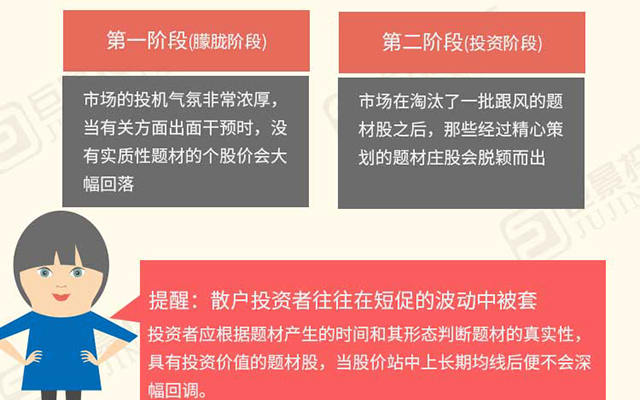 第一阶段(朦胧阶段)
市场的投机气氛非常浓厚，
当有关方面出面干预时，没
有实质性题材的个股价会大
幅回落
第二阶段(投资阶段)
市场在淘汰了一批跟风的题
材股之后，那些经过精心策
划的题材庄股会脱颖而出
提醒：散户投资者往往在短促的波动中被套
投资者应根据题材产生的时间和其形态判断题材的真实性，
具有投资价值的题材股，当股价站中上长期均线后便不会深
幅回调。